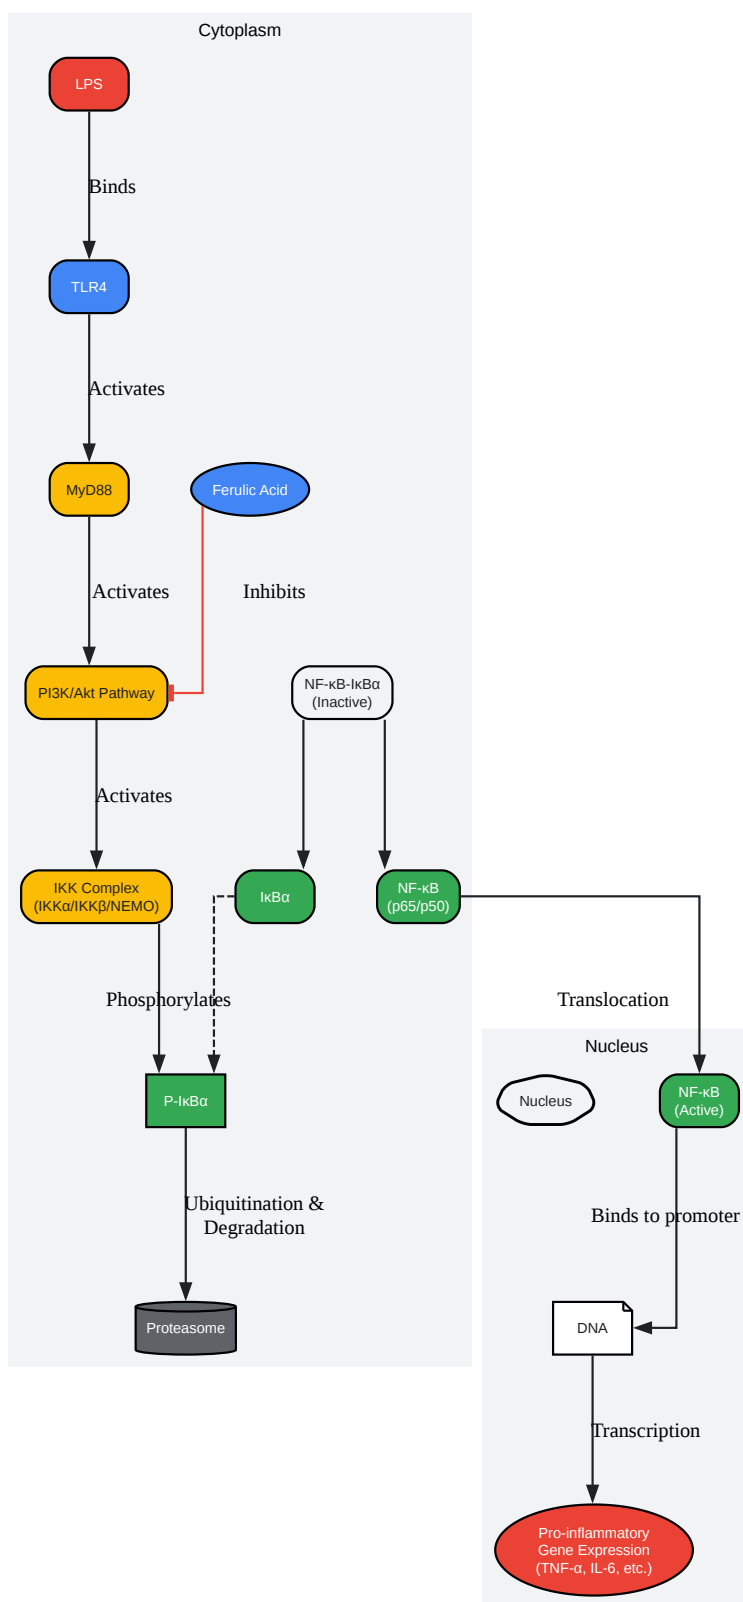 Cytoplasm
LPS
Binds
TLR4
Activates
MyD88
Ferulic Acid
Activates
Inhibits
PI3K/Akt Pathway
NF-κB-IκBα
(Inactive)
Activates
IKK Complex
(IKKα/IKKβ/NEMO)
IκBα
NF-κB
(p65/p50)
Phosphorylates
Translocation
Nucleus
P-IκBα
Nucleus
NF-κB
(Active)
Ubiquitination &
Degradation
Binds to promoter
Proteasome
DNA
Transcription
Pro-inflammatory
Gene Expression
(TNF-α, IL-6, etc.)